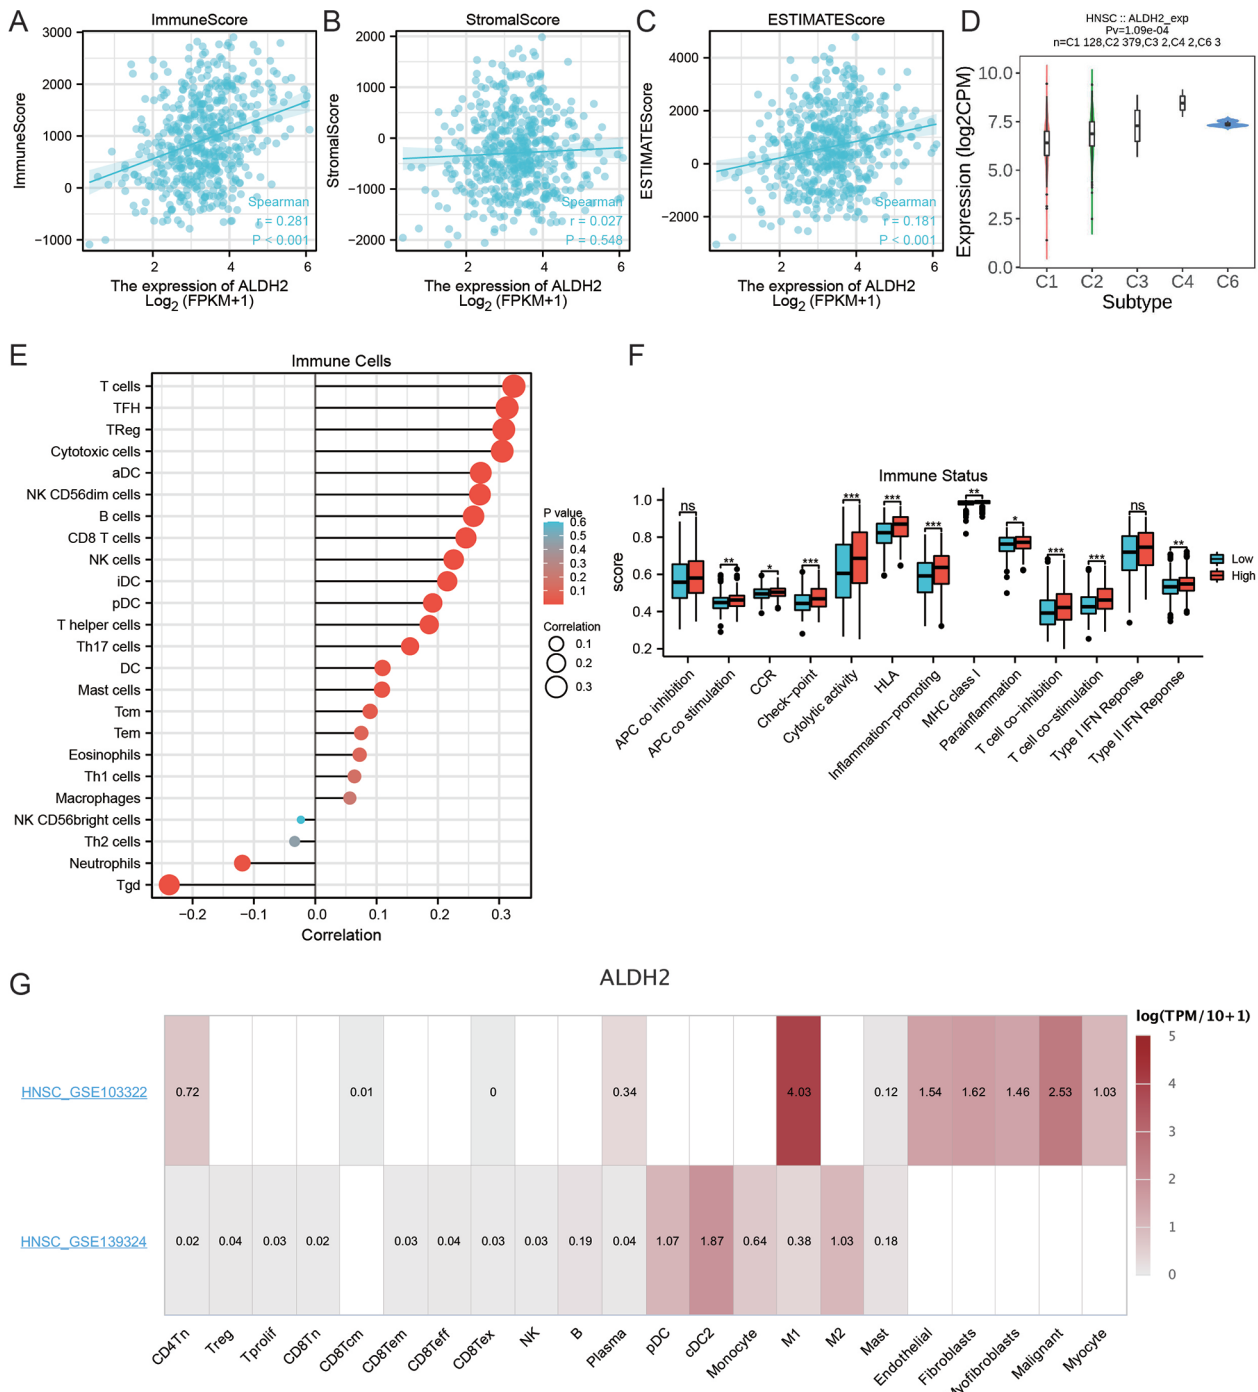 A
ImmuneScore
3000
2000
1000
0
−1000
ImmuneScore
Spearman
r = 0.281
P < 0.001
2
4
6
The expression of ALDH2
Log2 (FPKM+1)
B
StromalScore
2000
1000
0
−1000
−2000
StromalScore
Spearman
r = 0.027
P = 0.548
2
4
6
The expression of ALDH2
Log2 (FPKM+1)
C
ESTIMATEScore
4000
2000
0
−2000
ESTIMATEScore
Spearman
r = 0.181
P < 0.001
2
4
6
The expression of ALDH2
Log2 (FPKM+1)
D
HNSC :: ALDH2_exp
Pv=1.09e-04
n=C1 128,C2 379,C3 2,C4 2,C6 3
Expression (log2CPM)
10.0
7.5
5.0
2.5
0.0
C1
C2
C3
C4
C6
Subtype
E
Immune Cells
T cells
TFH
TReg
Cytotoxic cells
aDC
NK CD56dim cells
B cells
CD8 T cells
NK cells
iDC
pDC
T helper cells
Th17 cells
DC
Mast cells
Tcm
Tem
Eosinophils
Th1 cells
Macrophages
NK CD56bright cells
Th2 cells
Neutrophils
Tgd
−0.2
−0.1
0.0
0.1
0.2
0.3
Correlation
P value
0.6
0.5
0.4
0.3
0.2
0.1
Correlation
0.1
0.2
0.3
F
Immune Status
score
1.0
0.8
0.6
0.4
0.2
ns
**
*
***
***
***
***
**
*
***
***
ns
**
APC co inhibition
APC co stimulation
CCR
Check−point
Cytolytic activity
HLA
Inflammation−promoting
MHC class I
Parainflammation
T cell co−inhibition
T cell co−stimulation
Type I IFN Reponse
Type II IFN Reponse
Low
High
G
ALDH2
HNSC_GSE103322
0.72
0.01
0
0.34
4.03
0.12
1.54
1.62
1.46
2.53
1.03
HNSC_GSE139324
0.02
0.04
0.03
0.02
0.03
0.04
0.03
0.03
0.19
0.04
1.07
1.87
0.64
0.38
1.03
0.18
CD4Tn
Treg
Tprolif
CD8Tn
CD8Tcm
CD8Tem
CD8Teff
CD8Tex
NK
B
Plasma
pDC
cDC2
Monocyte
M1
M2
Mast
Endothelial
Fibroblasts
Myofibroblasts
Malignant
Myocyte
log(TPM/10+1)
5
4
3
2
1
0